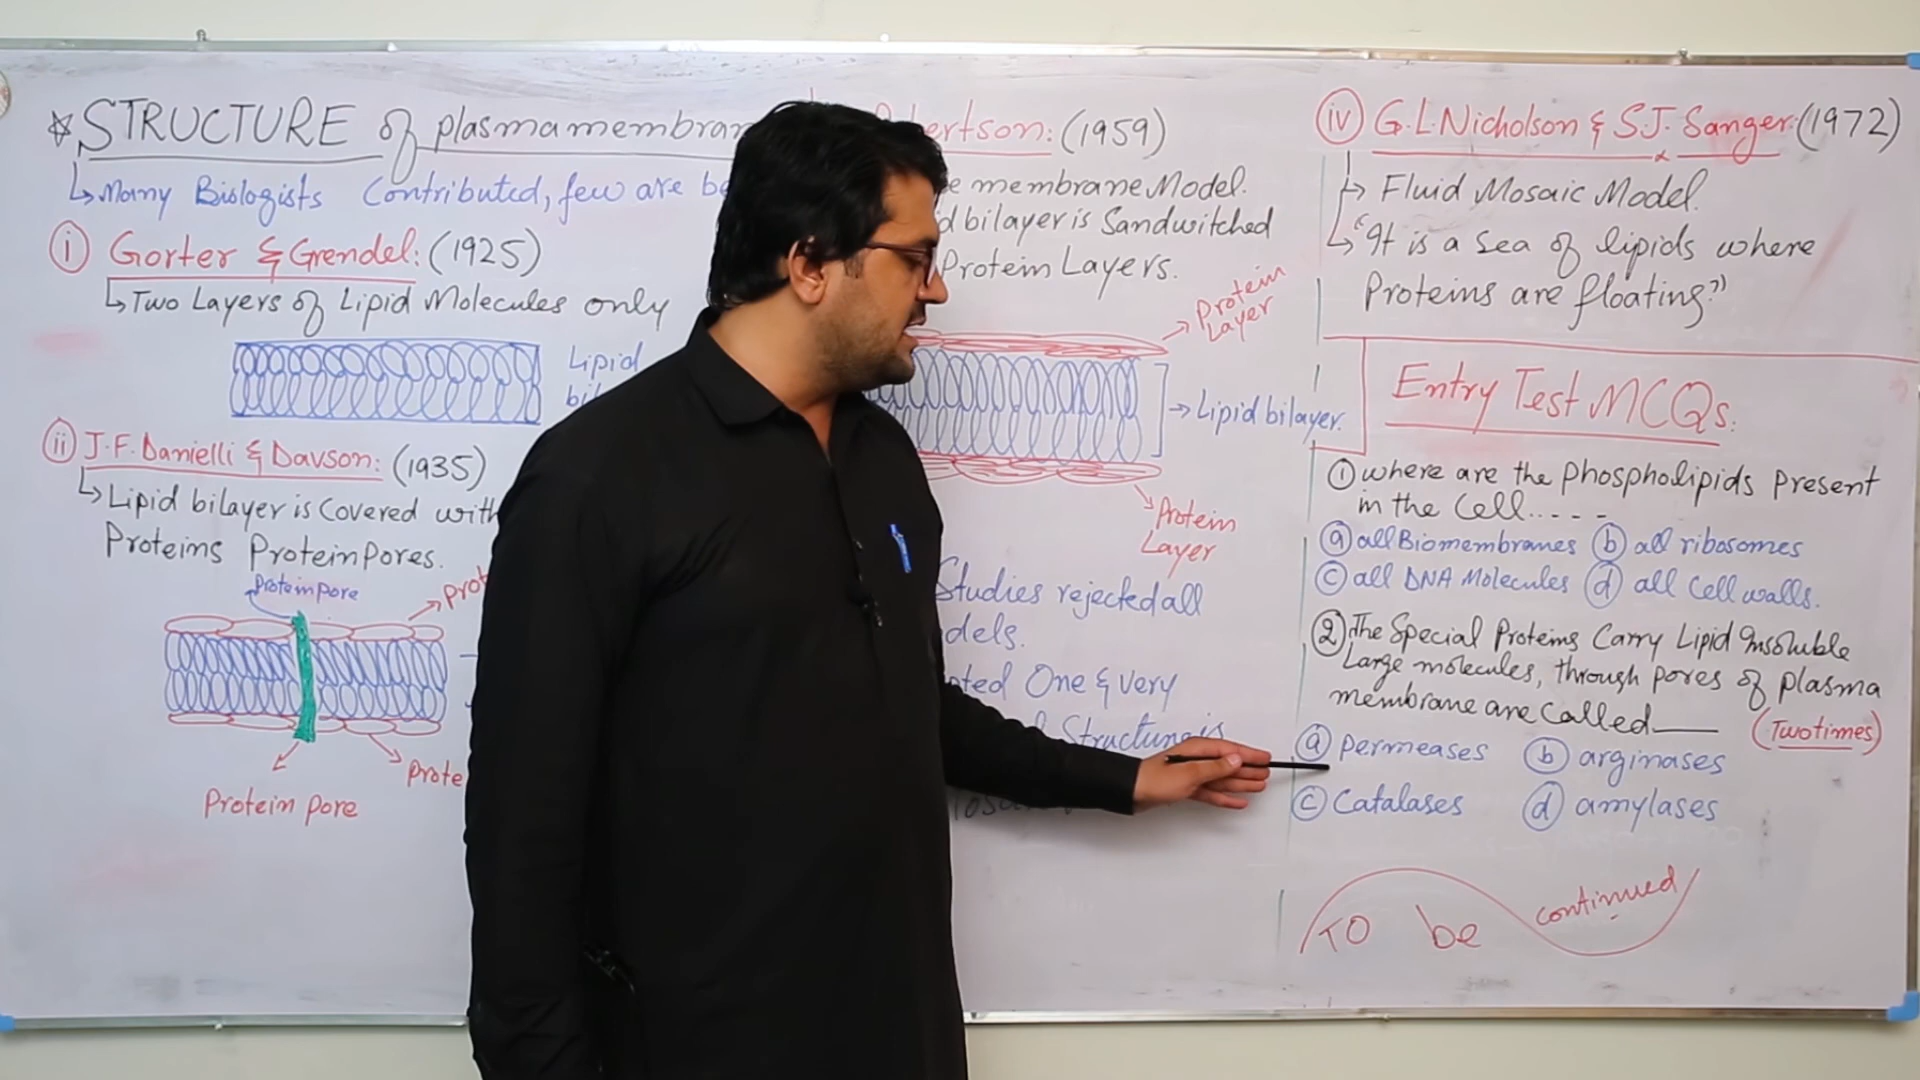 STRUCTURE of plasma membran
Many Biologists Contributed, few are be
i Gorter & Grendel: (1925)
Two Layers of Lipid Molecules only
Lipid
ii J.F. Danielli & Davson: (1935)
Lipid bilayer is Covered with
Proteins Protein Pores.
Protein pore
Protein pore
ertson: (1959)
e membrane Model.
d bilayer is Sandwitched
Protein Layers.
Protein
Layer
Lipid bilayer.
Protein
Layer
Studies rejected all
dels.
One & very
Structure is
iv G.L. Nicholson & S.J. Sanger (1972)
Fluid Mosaic Model.
"It is a Sea of lipids where
Proteins are floating"
Entry Test MCQs.
1 where are the Phospholipids present
in the Cell.....
a all Biomembranes b all ribosomes
c all DNA Molecules d all Cell walls.
2 The Special Proteins Carry Lipid Insoluble
Large molecules, through pores of plasma
membrane are Called____ (Two times)
a permeases b arginases
c Catalases d amylases
To be continued